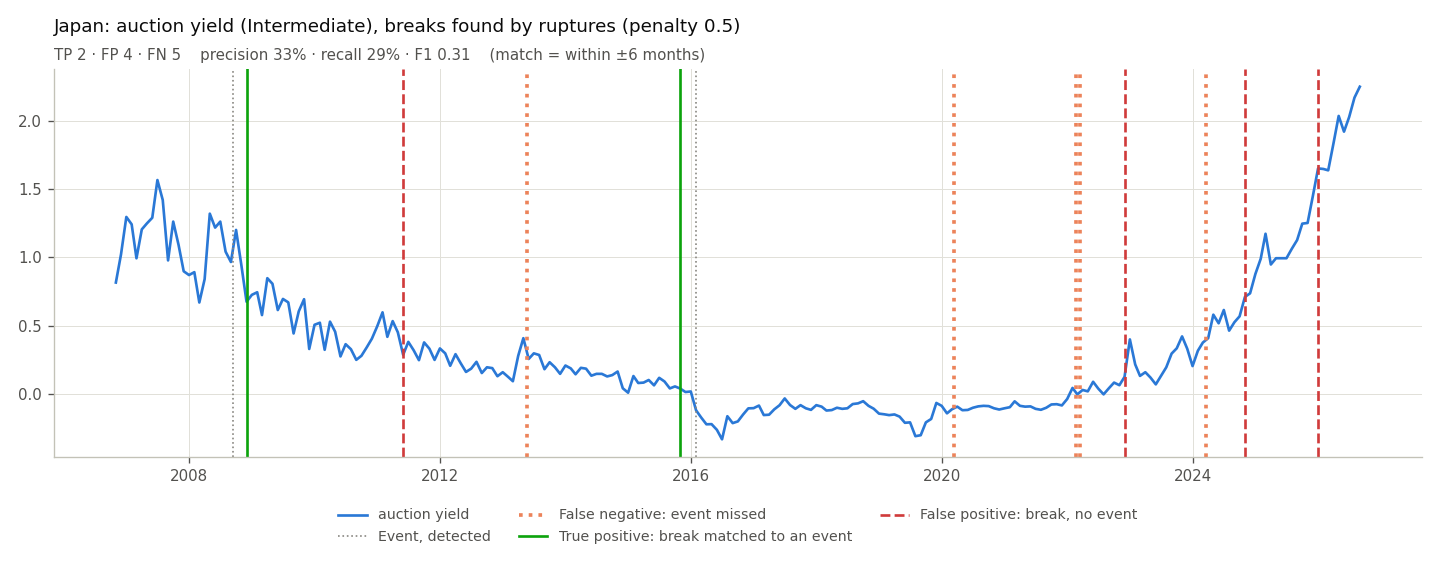 Japan: auction yield (Intermediate), breaks found by ruptures (penalty 0.5)
TP 2 · FP 4 · FN 5    precision 33% · recall 29% · F1 0.31    (match = within ±6 months)
2.0
1.5
1.0
0.5
0.0
2008 2012 2016 2020 2024
auction yield False negative: event missed False positive: break, no event
Event, detected True positive: break matched to an event